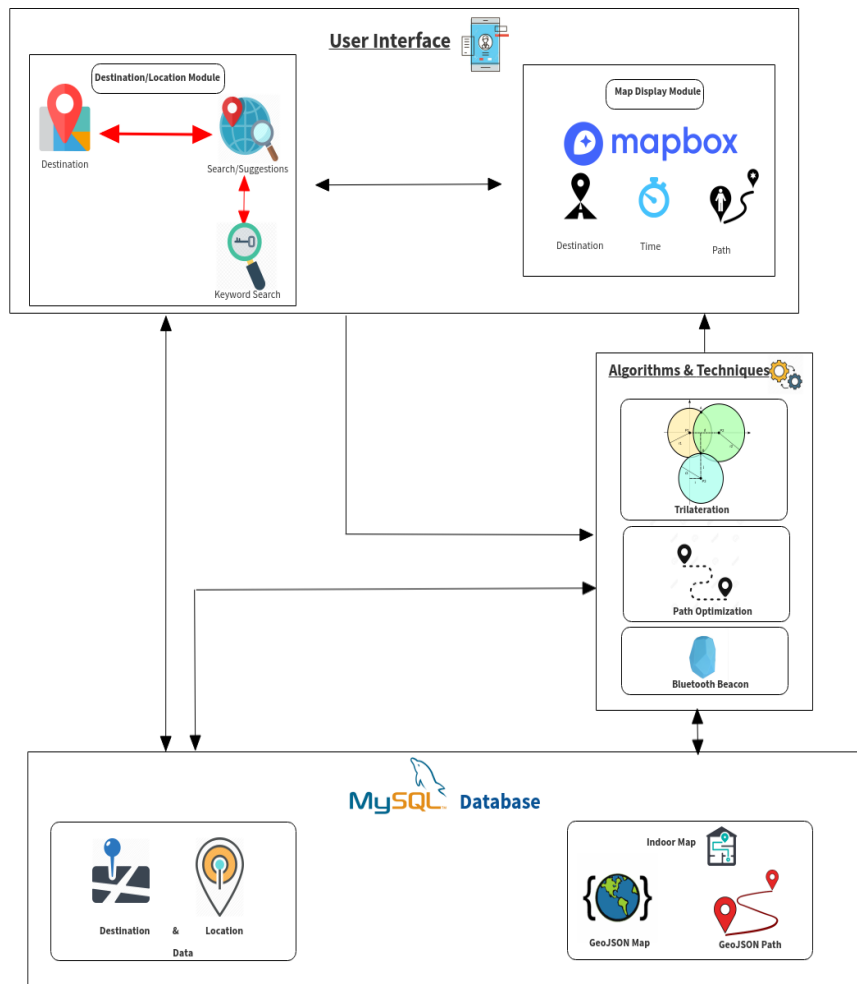 User Interface
Destination/Location Module
Destination
Search/Suggestions
Keyword Search
Map Display Module
mapbox
Destination
Time
Path
Algorithms & Techniques
Trilateration
Path Optimization
Bluetooth Beacon
MySQL Database
Destination & Location
Data
Indoor Map
{ }
GeoJSON Map
GeoJSON Path